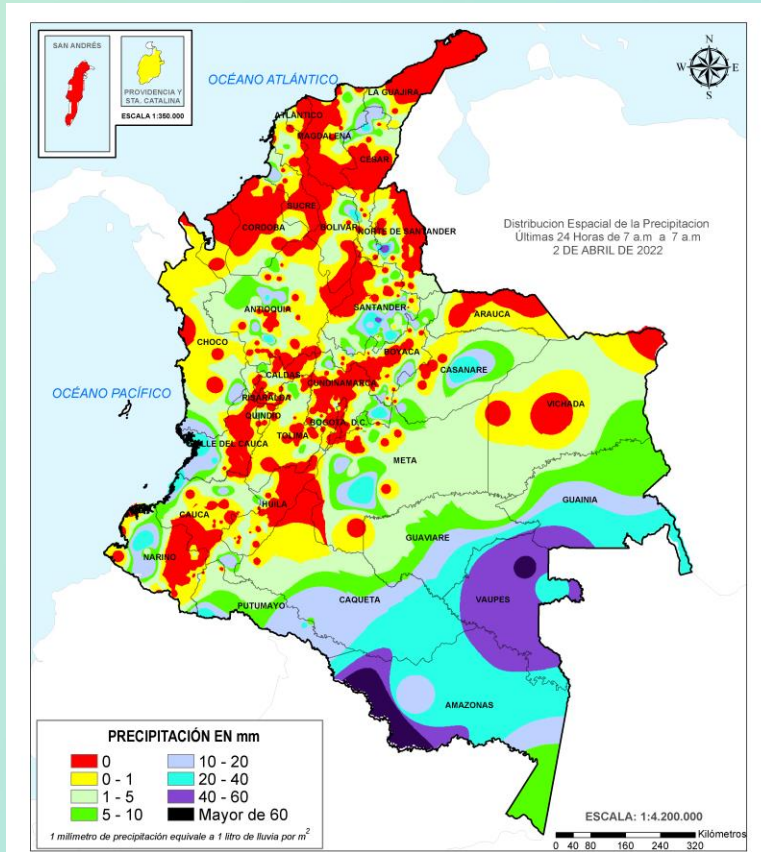 SAN ANDRÉS
PROVIDENCIA Y
STA. CATALINA
ESCALA 1:350.000
OCÉANO ATLÁNTICO
N
W
E
S
LA GUAJIRA
ATLANTICO
MAGDALENA
CESAR
SUCRE
CORDOBA
BOLIVAR
NORTE DE SANTANDER
Distribucion Espacial de la Precipitacion
Últimas 24 Horas de 7 a.m a 7 a.m
2 DE ABRIL DE 2022
ANTIOQUIA
SANTANDER
ARAUCA
CHOCO
BOYACA
CASANARE
OCÉANO PACÍFICO
CALDAS
CUNDINAMARCA
RISARALDA
VICHADA
QUINDIO
BOGOTA, D.C.
TOLIMA
VALLE DEL CAUCA
META
GUAINIA
HUILA
CAUCA
GUAVIARE
NARIÑO
CAQUETA
VAUPES
PUTUMAYO
AMAZONAS
PRECIPITACIÓN EN mm
0
10 - 20
0 - 1
20 - 40
1 - 5
40 - 60
5 - 10
Mayor de 60
1 milimetro de precipitación equivale a 1 litro de lluvia por m2
ESCALA: 1:4.200.000
Kilómetros
0 40 80 160 240 320